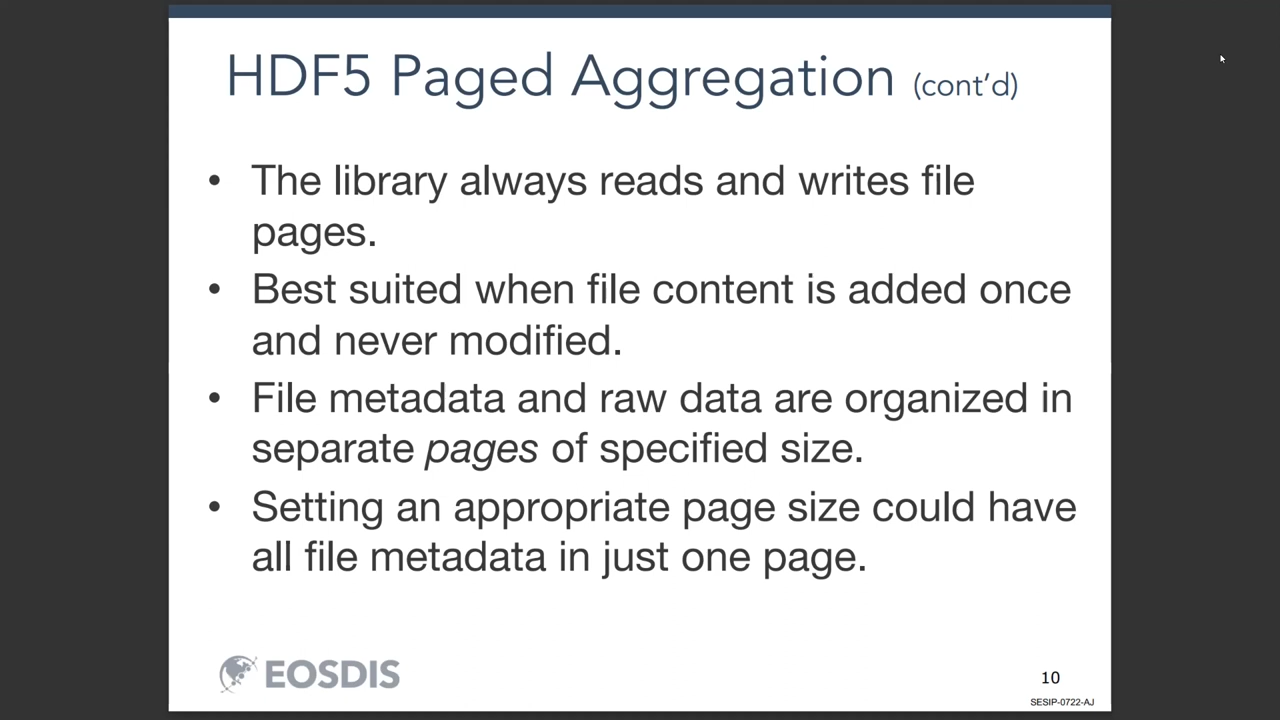 HDF5 Paged Aggregation (cont’d)
• The library always reads and writes file
pages.
• Best suited when file content is added once
and never modified.
• File metadata and raw data are organized in
separate pages of specified size.
• Setting an appropriate page size could have
all file metadata in just one page.
EOSDIS
10
SESIP-0722-AJ